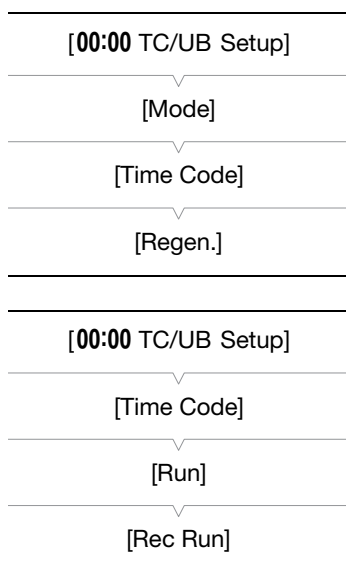 [00:00 TC/UB Setup]
[Mode]
[Time Code]
[Regen.]
[00:00 TC/UB Setup]
[Time Code]
[Run]
[Rec Run]